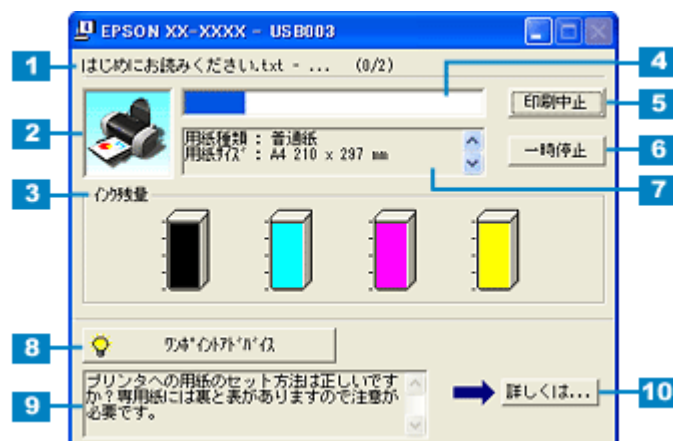 EPSON XX-XXXX - USB003
1
はじめにお読みください.txt - ... (0/2)
4
2
印刷中止
5
用紙種類 : 普通紙
用紙ｻｲｽﾞ : A4 210 x 297 mm
一時停止
6
7
3
ｲﾝｸ残量
8
ﾜﾝﾎﾟｲﾝﾄｱﾄﾞﾊﾞｲｽ
9
プリンタへの用紙のセット方法は正しいです
か？専用紙には裏と表がありますので注意が
必要です。
詳しくは...
10